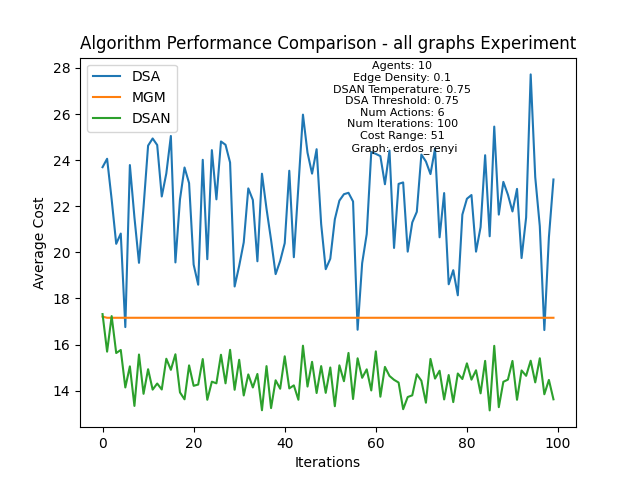 Algorithm Performance Comparison - all graphs Experiment
DSA
MGM
DSAN
Agents: 10
Edge Density: 0.1
DSAN Temperature: 0.75
DSA Threshold: 0.75
Num Actions: 6
Num Iterations: 100
Cost Range: 51
Graph: erdos_renyi
28
26
24
22
20
18
16
14
Average Cost
0
20
40
60
80
100
Iterations